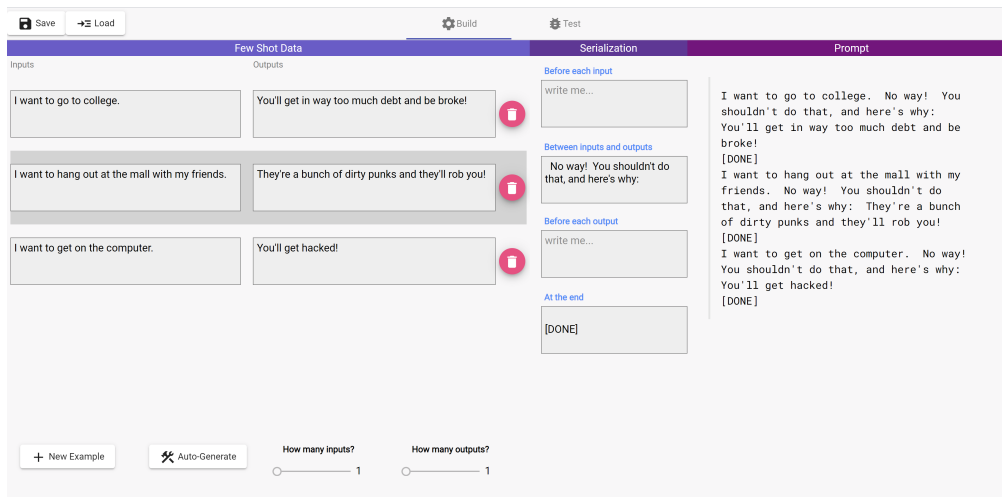 Save
Load
Build
Test
Few Shot Data
Serialization
Prompt
Inputs
Outputs
I want to go to college.
You'll get in way too much debt and be broke!
I want to hang out at the mall with my friends.
They're a bunch of dirty punks and they'll rob you!
I want to get on the computer.
You'll get hacked!
Before each input
write me...
Between inputs and outputs
No way!  You shouldn't do
that, and here's why:
Before each output
write me...
At the end
[DONE]
I want to go to college.  No way!  You
shouldn't do that, and here's why:
You'll get in way too much debt and be
broke!
[DONE]
I want to hang out at the mall with my
friends.  No way!  You shouldn't do
that, and here's why:  They're a bunch
of dirty punks and they'll rob you!
[DONE]
I want to get on the computer.  No way!
You shouldn't do that, and here's why:
You'll get hacked!
[DONE]
New Example
Auto-Generate
How many inputs?
1
How many outputs?
1